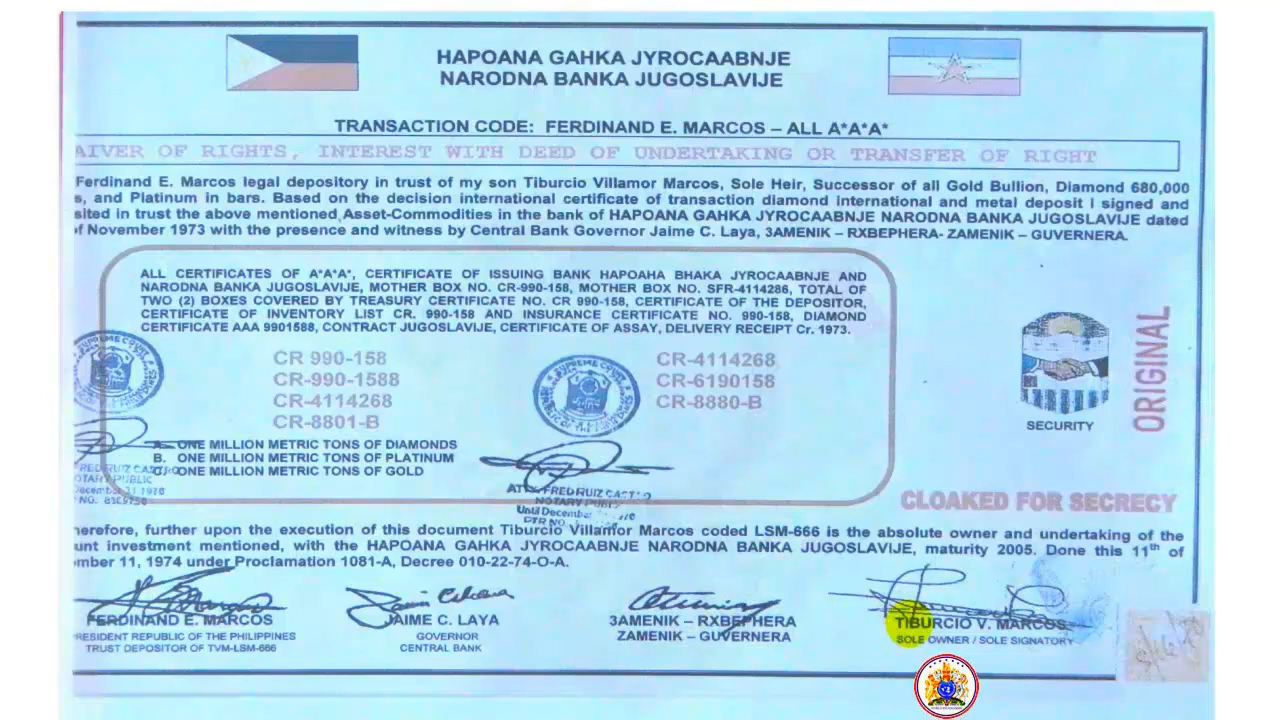 HAPOANA GAHKA JYROCAABNJE
NARODNA BANKA JUGOSLAVIJE
TRANSACTION CODE: FERDINAND E. MARCOS – ALL A*A*A*
AIVER OF RIGHTS, INTEREST WITH DEED OF UNDERTAKING OR TRANSFER OF RIGHT
Ferdinand E. Marcos legal depository in trust of my son Tiburcio Villamor Marcos, Sole Heir, Successor of all Gold Bullion, Diamond 680,000
s, and Platinum in bars. Based on the decision international certificate of transaction diamond international and metal deposit I signed and
sited in trust the above mentioned Asset-Commodities in the bank of HAPOANA GAHKA JYROCAABNJE NARODNA BANKA JUGOSLAVIJE dated
of November 1973 with the presence and witness by Central Bank Governor Jaime C. Laya, 3AMENIK – RXBEPHERA- ZAMENIK – GUVERNERA.
ALL CERTIFICATES OF A*A*A*, CERTIFICATE OF ISSUING BANK HAPOAHA BHAKA JYROCAABNJE AND
NARODNA BANKA JUGOSLAVIJE, MOTHER BOX NO. CR-990-158, MOTHER BOX NO. SFR-4114286, TOTAL OF
TWO (2) BOXES COVERED BY TREASURY CERTIFICATE NO. CR 990-158, CERTIFICATE OF THE DEPOSITOR,
CERTIFICATE OF INVENTORY LIST CR. 990-158 AND INSURANCE CERTIFICATE NO. 990-158, DIAMOND
CERTIFICATE AAA 9901588, CONTRACT JUGOSLAVIJE, CERTIFICATE OF ASSAY, DELIVERY RECEIPT Cr. 1973.
CR 990-158
CR-990-1588
CR-4114268
CR-8801-B
CR-4114268
CR-6190158
CR-8880-B
SUPREME COURT
SECURITY
ORIGINAL
A. ONE MILLION METRIC TONS OF DIAMONDS
B. ONE MILLION METRIC TONS OF PLATINUM
C. ONE MILLION METRIC TONS OF GOLD
ATTY. FRED RUIZ CASTRO
NOTARY PUBLIC
Until December
PTR NO.
CLOAKED FOR SECRECY
herefore, further upon the execution of this document Tiburcio Villamor Marcos coded LSM-666 is the absolute owner and undertaking of the
unt investment mentioned, with the HAPOANA GAHKA JYROCAABNJE NARODNA BANKA JUGOSLAVIJE, maturity 2005. Done this 11th of
mber 11, 1974 under Proclamation 1081-A, Decree 010-22-74-O-A.
FERDINAND E. MARCOS
RESIDENT REPUBLIC OF THE PHILIPPINES
TRUST DEPOSITOR OF TVM-LSM-666
JAIME C. LAYA
GOVERNOR
CENTRAL BANK
3AMENIK – RXBEPHERA
ZAMENIK – GUVERNERA
TIBURCIO V. MARCOS
SOLE OWNER / SOLE SIGNATORY